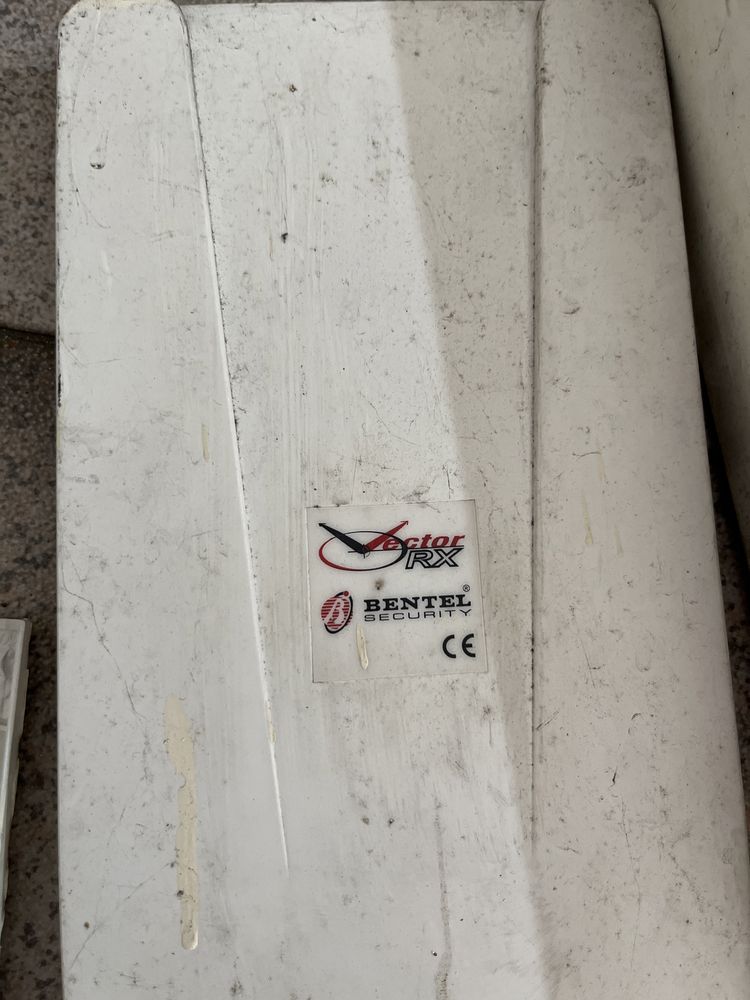 Vector
RX
BENTEL®
SECURITY
CE